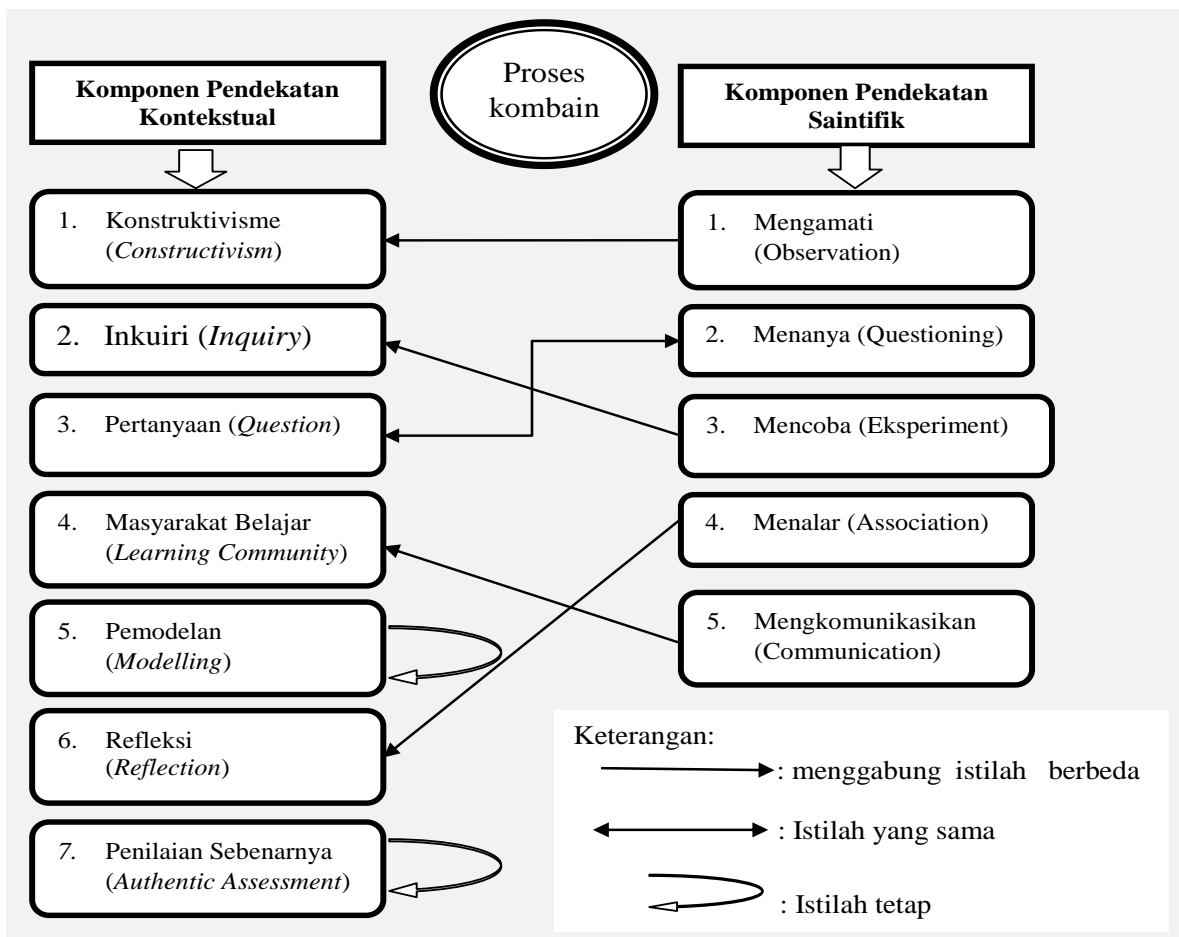 Proses
kombain
Komponen Pendekatan
Kontekstual
Komponen Pendekatan
Saintifik
1. Konstruktivisme
(Constructivism)
2. Inkuiri (Inquiry)
3. Pertanyaan (Question)
4. Masyarakat Belajar
(Learning Community)
5. Pemodelan
(Modelling)
6. Refleksi
(Reflection)
7. Penilaian Sebenarnya
(Authentic Assessment)
1. Mengamati
(Observation)
2. Menanya (Questioning)
3. Mencoba (Eksperiment)
4. Menalar (Association)
5. Mengkomunikasikan
(Communication)
Keterangan:
: menggabung istilah berbeda
: Istilah yang sama
: Istilah tetap